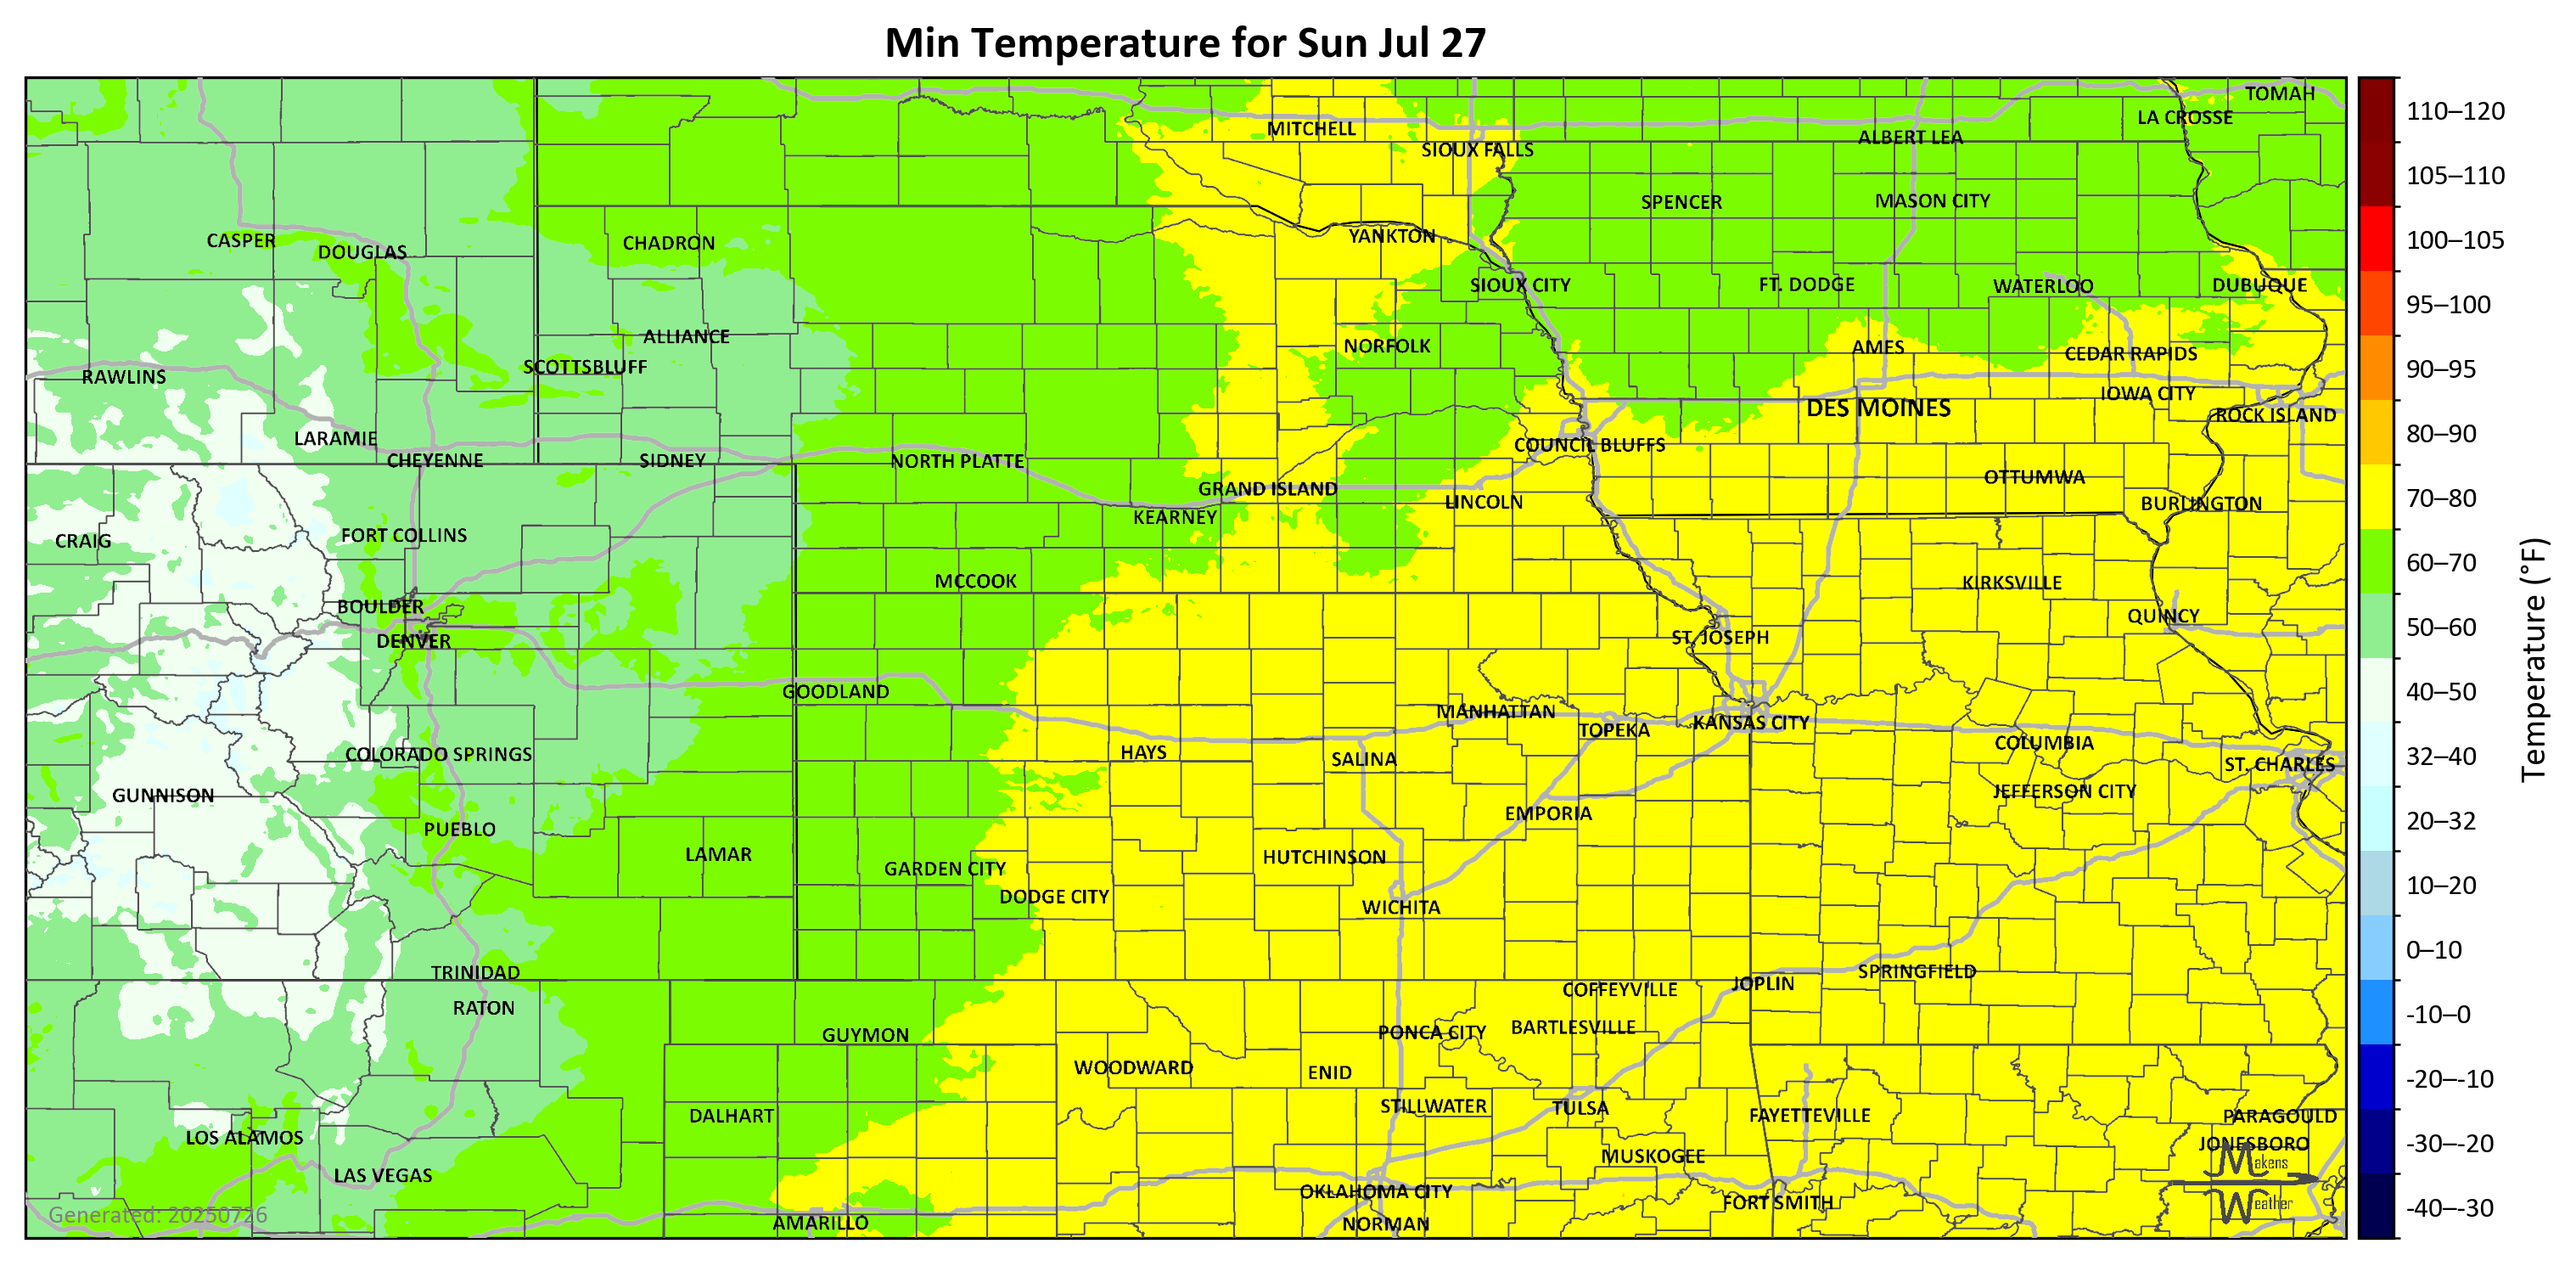 Min Temperature for Sun Jul 27
TOMAH
LA CROSSE
MITCHELL
ALBERT LEA
SIOUX FALLS
SPENCER
MASON CITY
CASPER
DOUGLAS
CHADRON
YANKTON
SIOUX CITY
FT. DODGE
WATERLOO
DUBUQUE
ALLIANCE
NORFOLK
AMES
CEDAR RAPIDS
SCOTTSBLUFF
RAWLINS
IOWA CITY
DES MOINES
ROCK ISLAND
LARAMIE
COUNCIL BLUFFS
CHEYENNE
SIDNEY
NORTH PLATTE
OTTUMWA
GRAND ISLAND
LINCOLN
BURLINGTON
KEARNEY
FORT COLLINS
CRAIG
MCCOOK
KIRKSVILLE
BOULDER
QUINCY
DENVER
ST. JOSEPH
GOODLAND
MANHATTAN
KANSAS CITY
TOPEKA
COLUMBIA
COLORADO SPRINGS
HAYS
SALINA
ST. CHARLES
GUNNISON
JEFFERSON CITY
EMPORIA
PUEBLO
LAMAR
HUTCHINSON
GARDEN CITY
DODGE CITY
WICHITA
TRINIDAD
SPRINGFIELD
JOPLIN
COFFEYVILLE
RATON
BARTLESVILLE
PONCA CITY
GUYMON
WOODWARD
ENID
STILLWATER
TULSA
DALHART
FAYETTEVILLE
PARAGOULD
LOS ALAMOS
JONESBORO
MUSKOGEE
LAS VEGAS
OKLAHOMA CITY
FORT SMITH
AMARILLO
NORMAN
Generated: 20250726
Makens
Weather
110–120
105–110
100–105
95–100
90–95
80–90
70–80
60–70
50–60
40–50
32–40
20–32
10–20
0–10
-10–0
-20–-10
-30–-20
-40–-30
Temperature (°F)